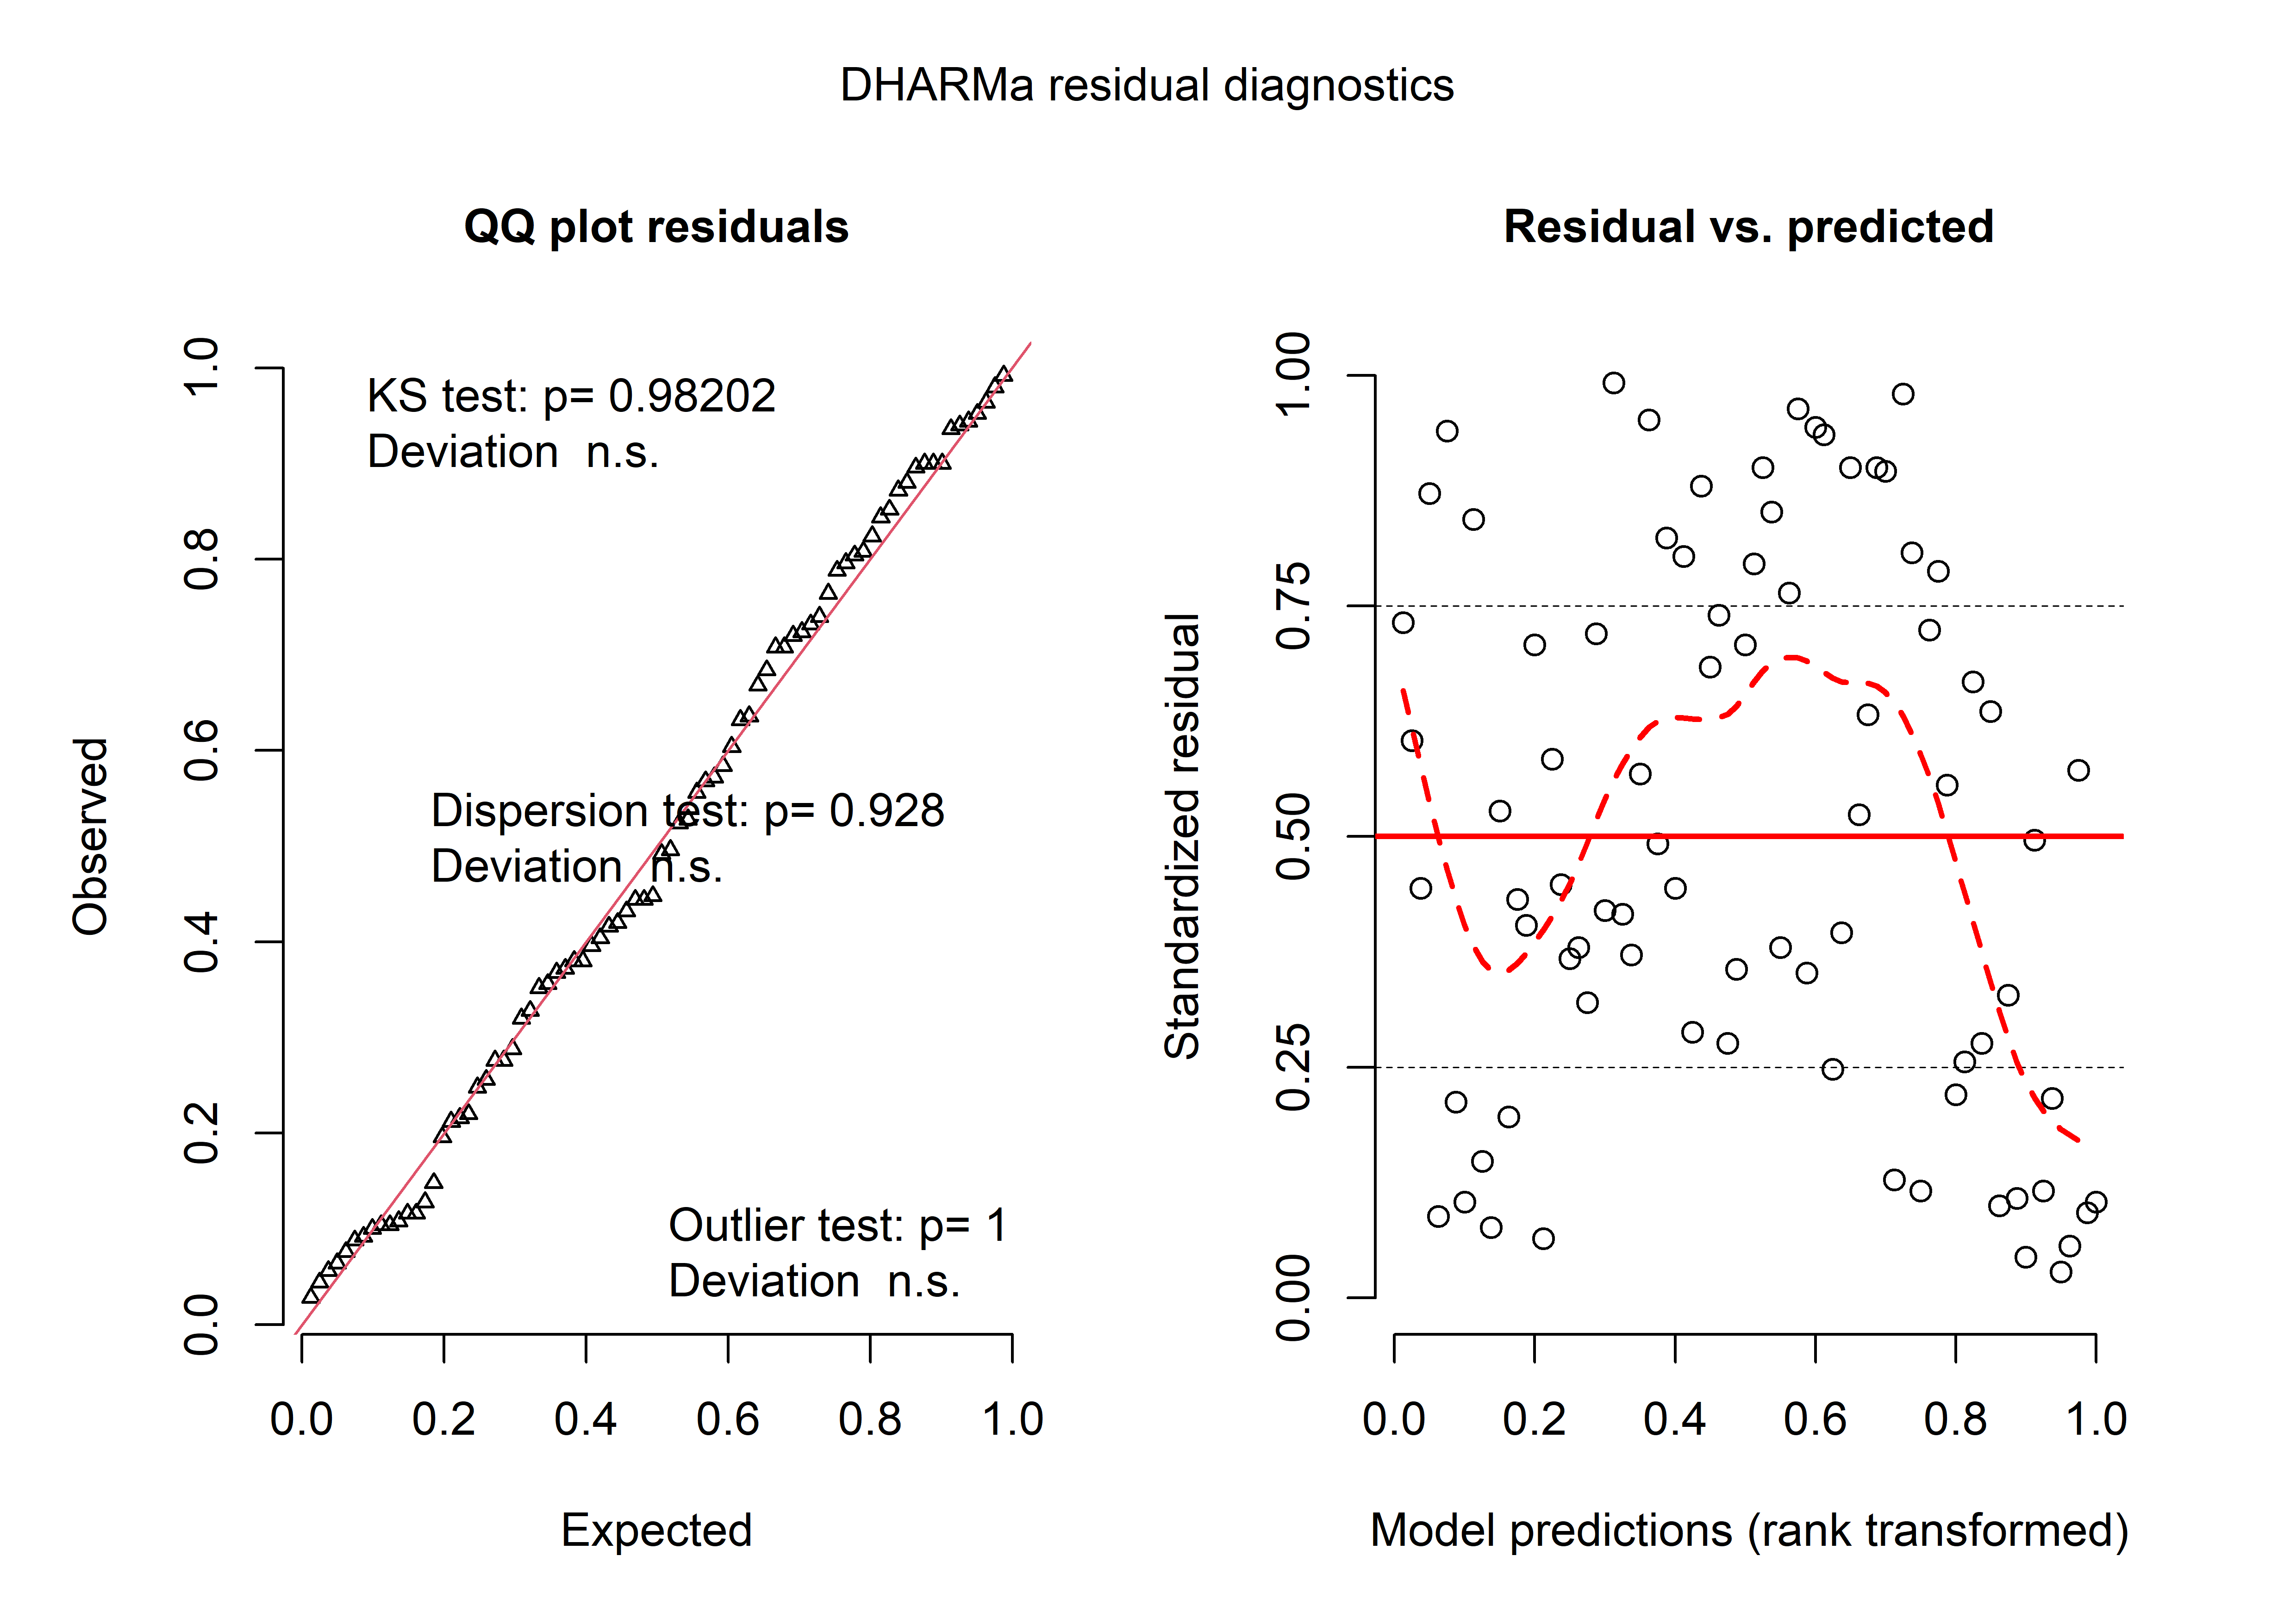 DHARMa residual diagnostics
QQ plot residuals
KS test: p= 0.98202
Deviation  n.s.
Dispersion test: p= 0.928
Deviation  n.s.
Outlier test: p= 1
Deviation  n.s.
Observed
0.0 0.2 0.4 0.6 0.8 1.0
0.0 0.2 0.4 0.6 0.8 1.0
Expected
Residual vs. predicted
Standardized residual
0.00 0.25 0.50 0.75 1.00
0.0 0.2 0.4 0.6 0.8 1.0
Model predictions (rank transformed)